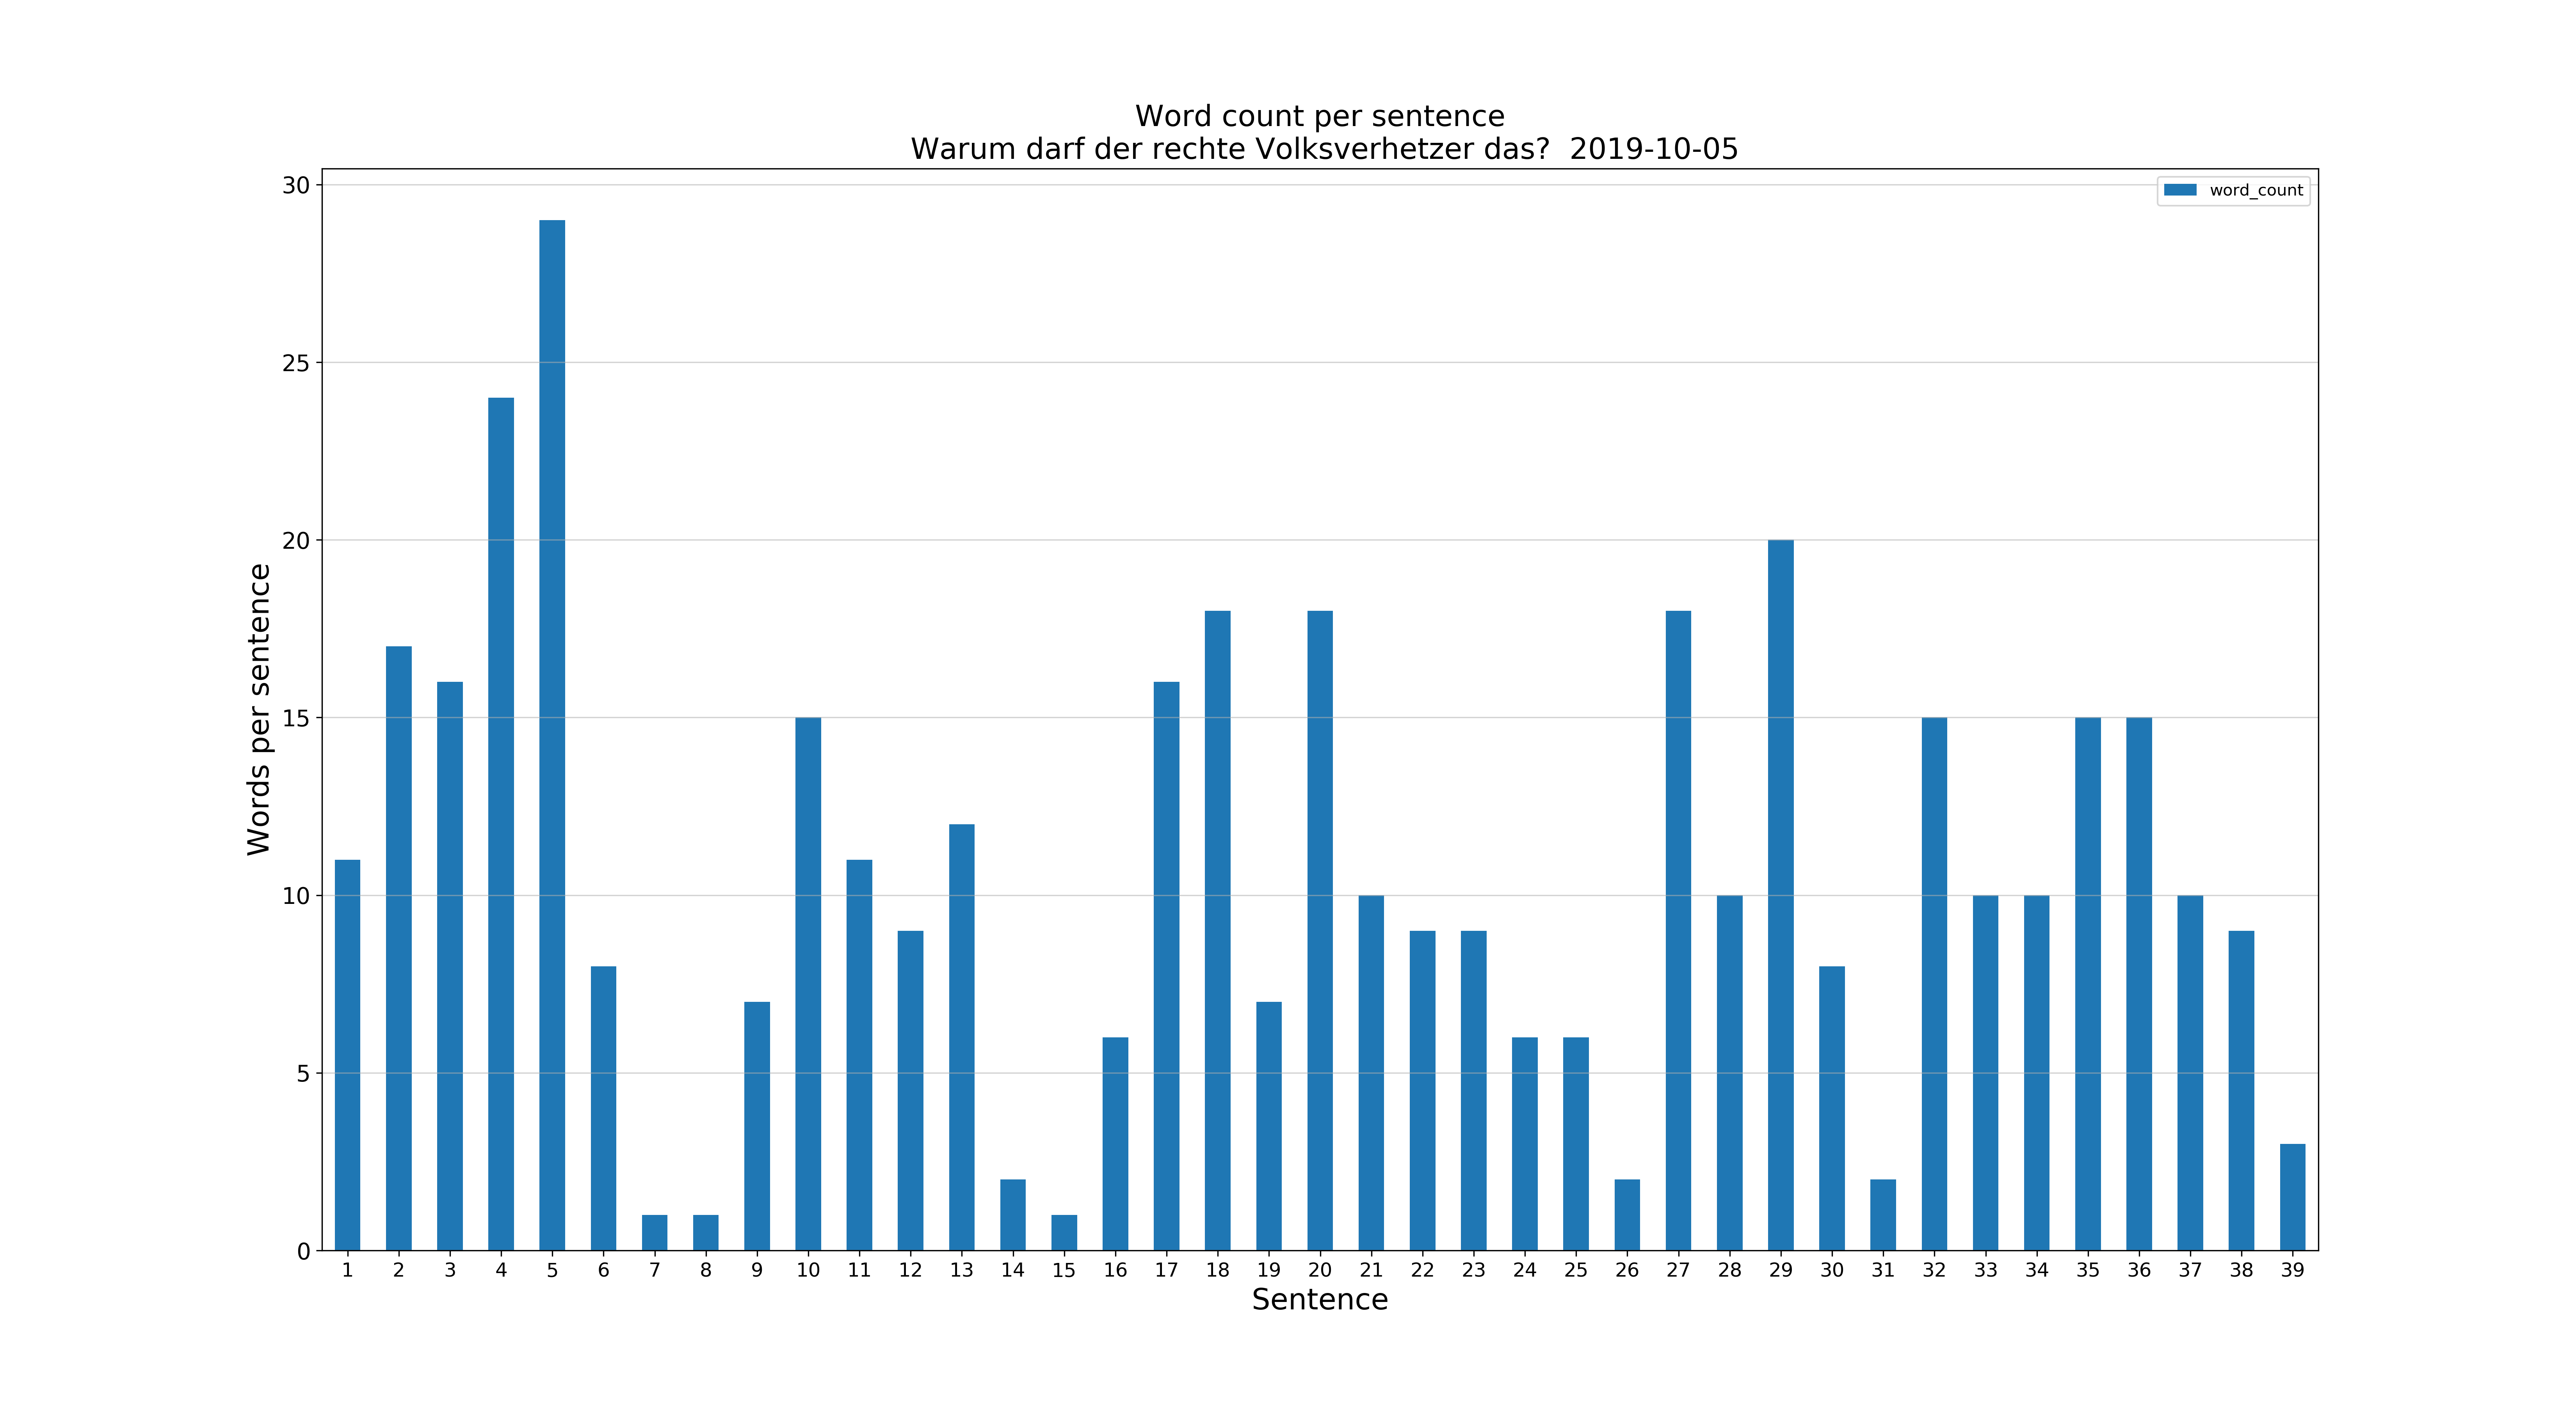 Word count per sentence
Warum darf der rechte Volksverhetzer das?  2019-10-05
word_count
30
25
20
15
10
5
0
Words per sentence
1 2 3 4 5 6 7 8 9 10 11 12 13 14 15 16 17 18 19 20 21 22 23 24 25 26 27 28 29 30 31 32 33 34 35 36 37 38 39
Sentence